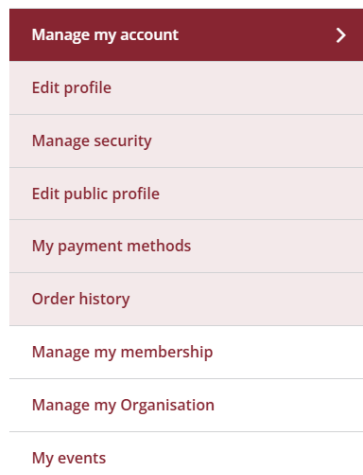 Manage my account
Edit profile
Manage security
Edit public profile
My payment methods
Order history
Manage my membership
Manage my Organisation
My events